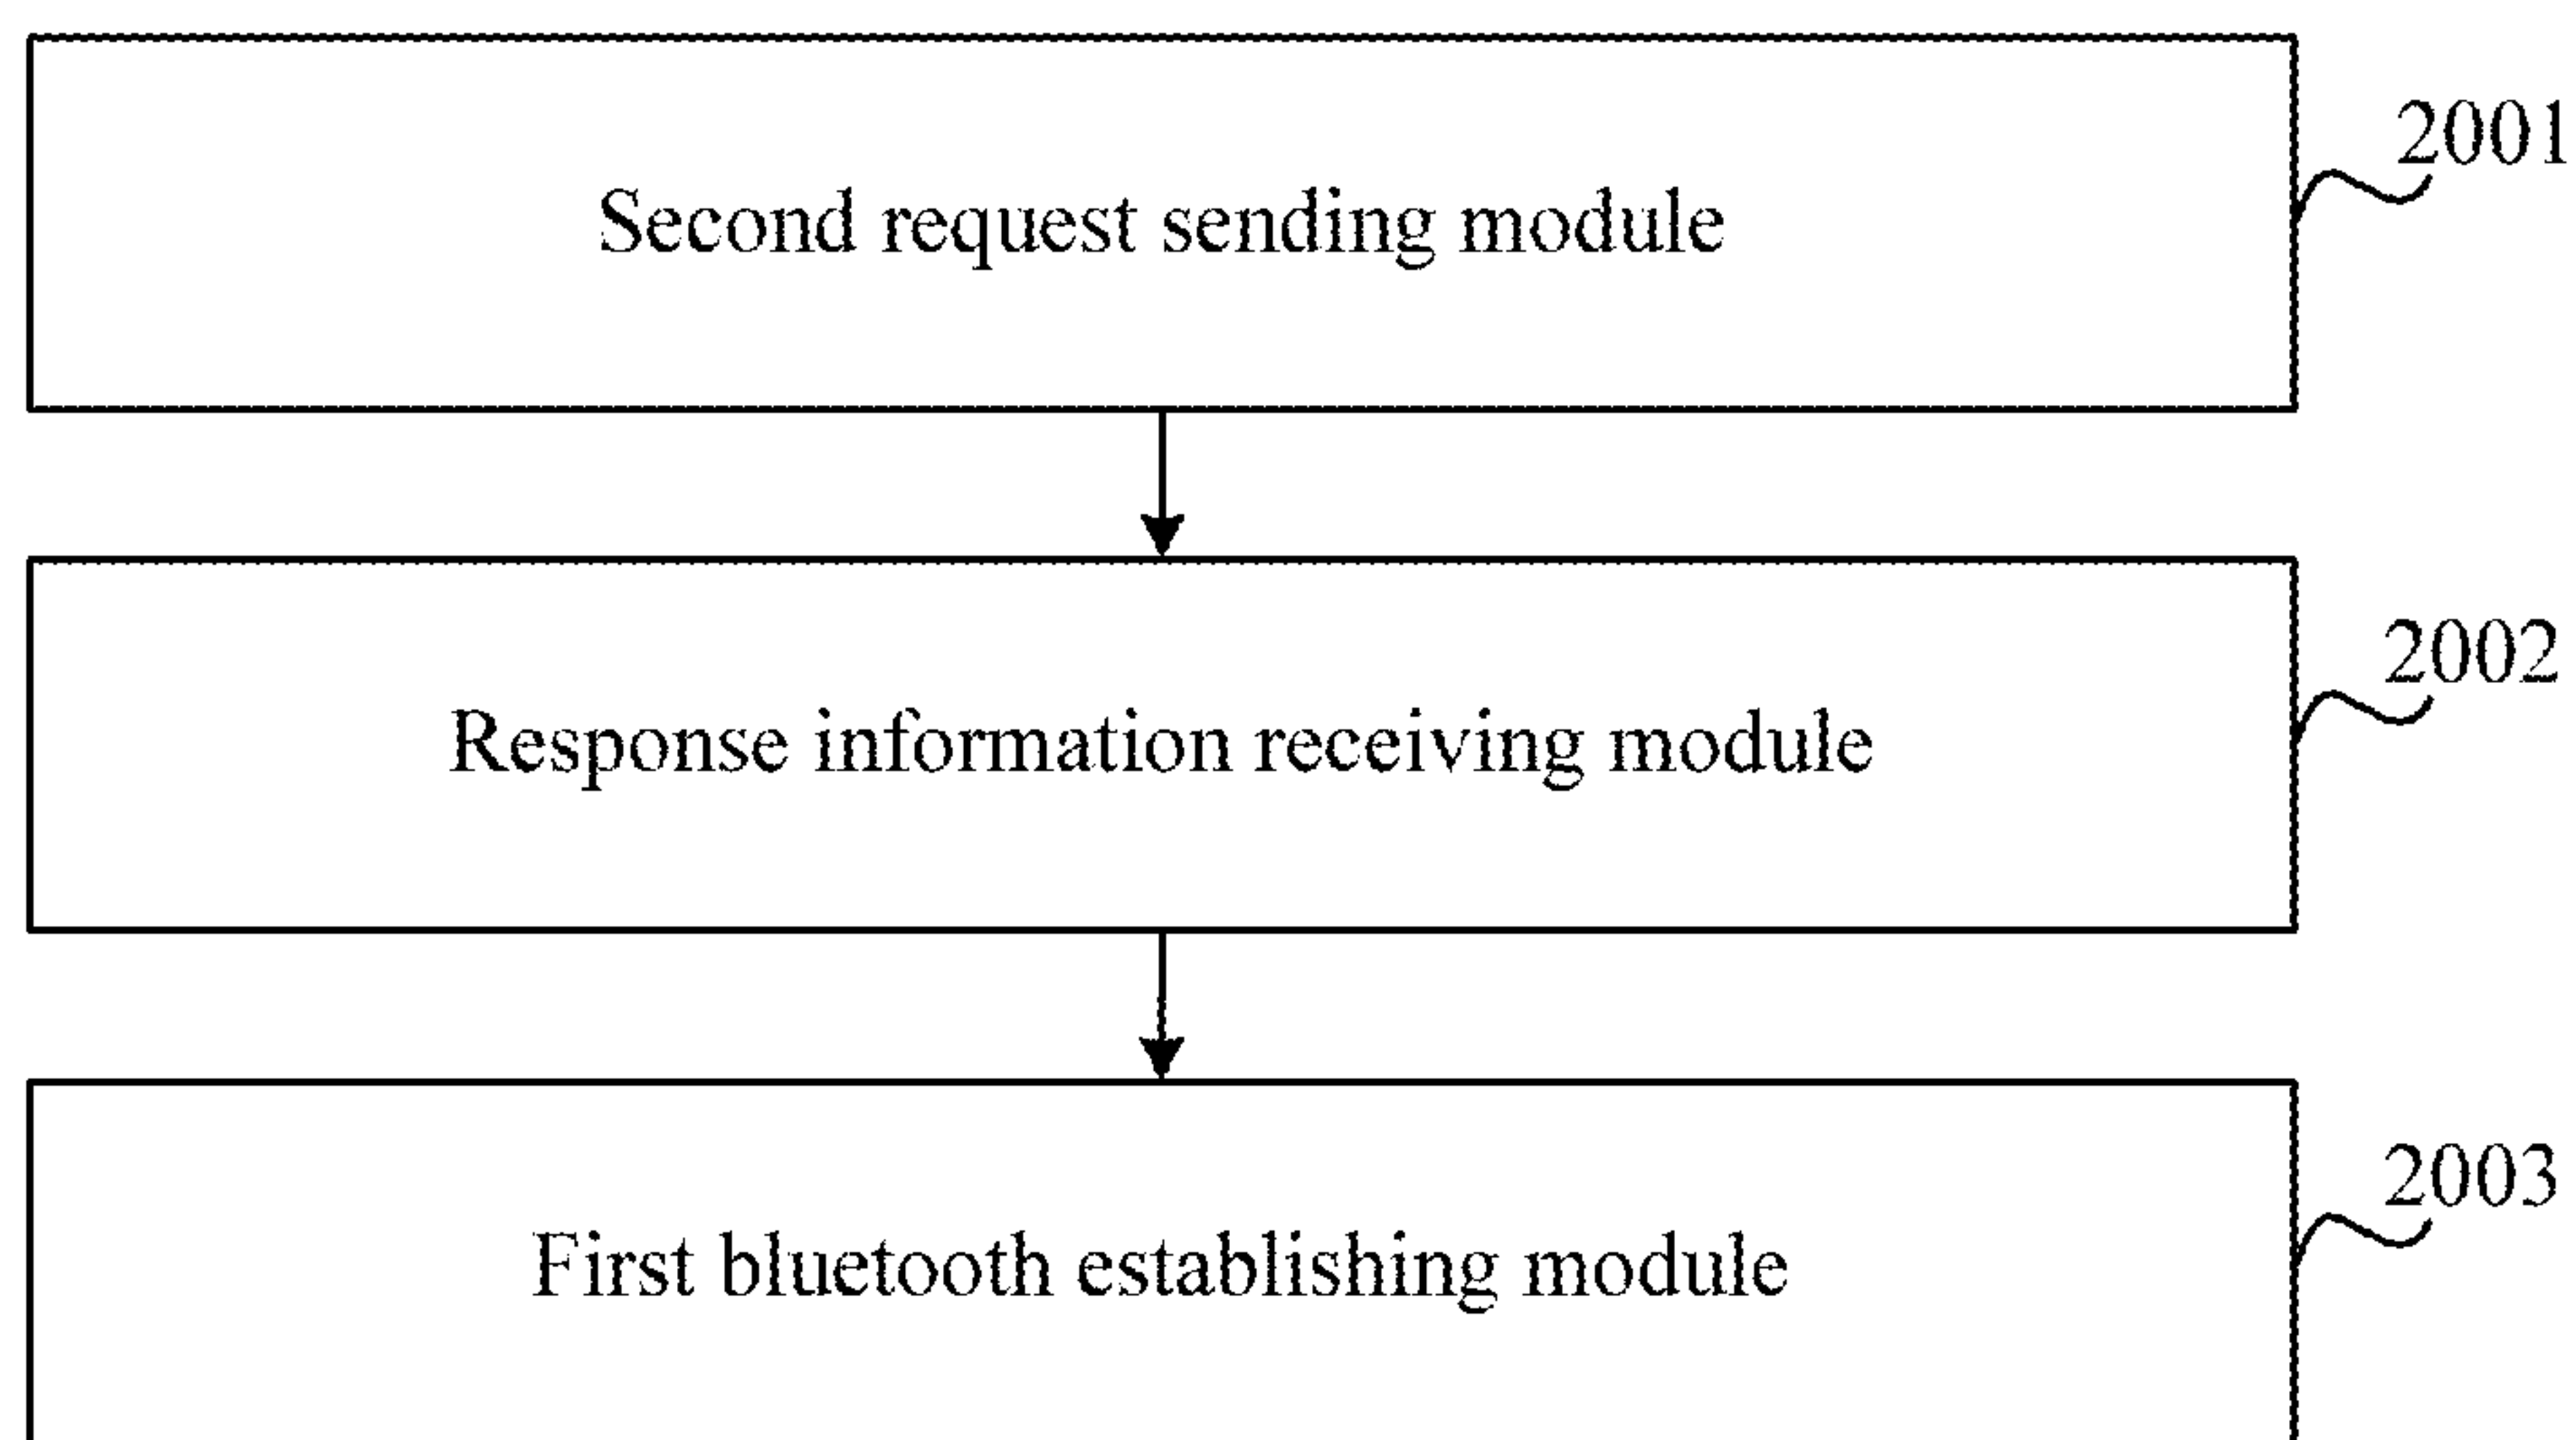 2001
Second request sending module
2002
Response information receiving module
2003
First bluetooth establishing module